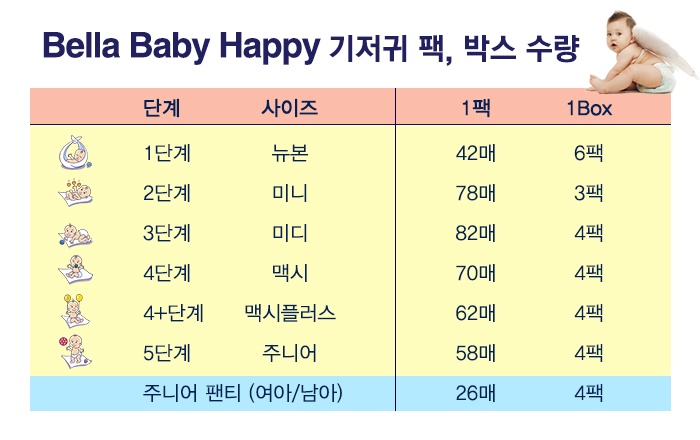 Bella Baby Happy 기저귀 팩, 박스 수량
단계 사이즈 1팩 1Box
1단계 뉴본 42매 6팩
2단계 미니 78매 3팩
3단계 미디 82매 4팩
4단계 맥시 70매 4팩
4+단계 맥시플러스 62매 4팩
5단계 주니어 58매 4팩
주니어 팬티 (여아/남아) 26매 4팩